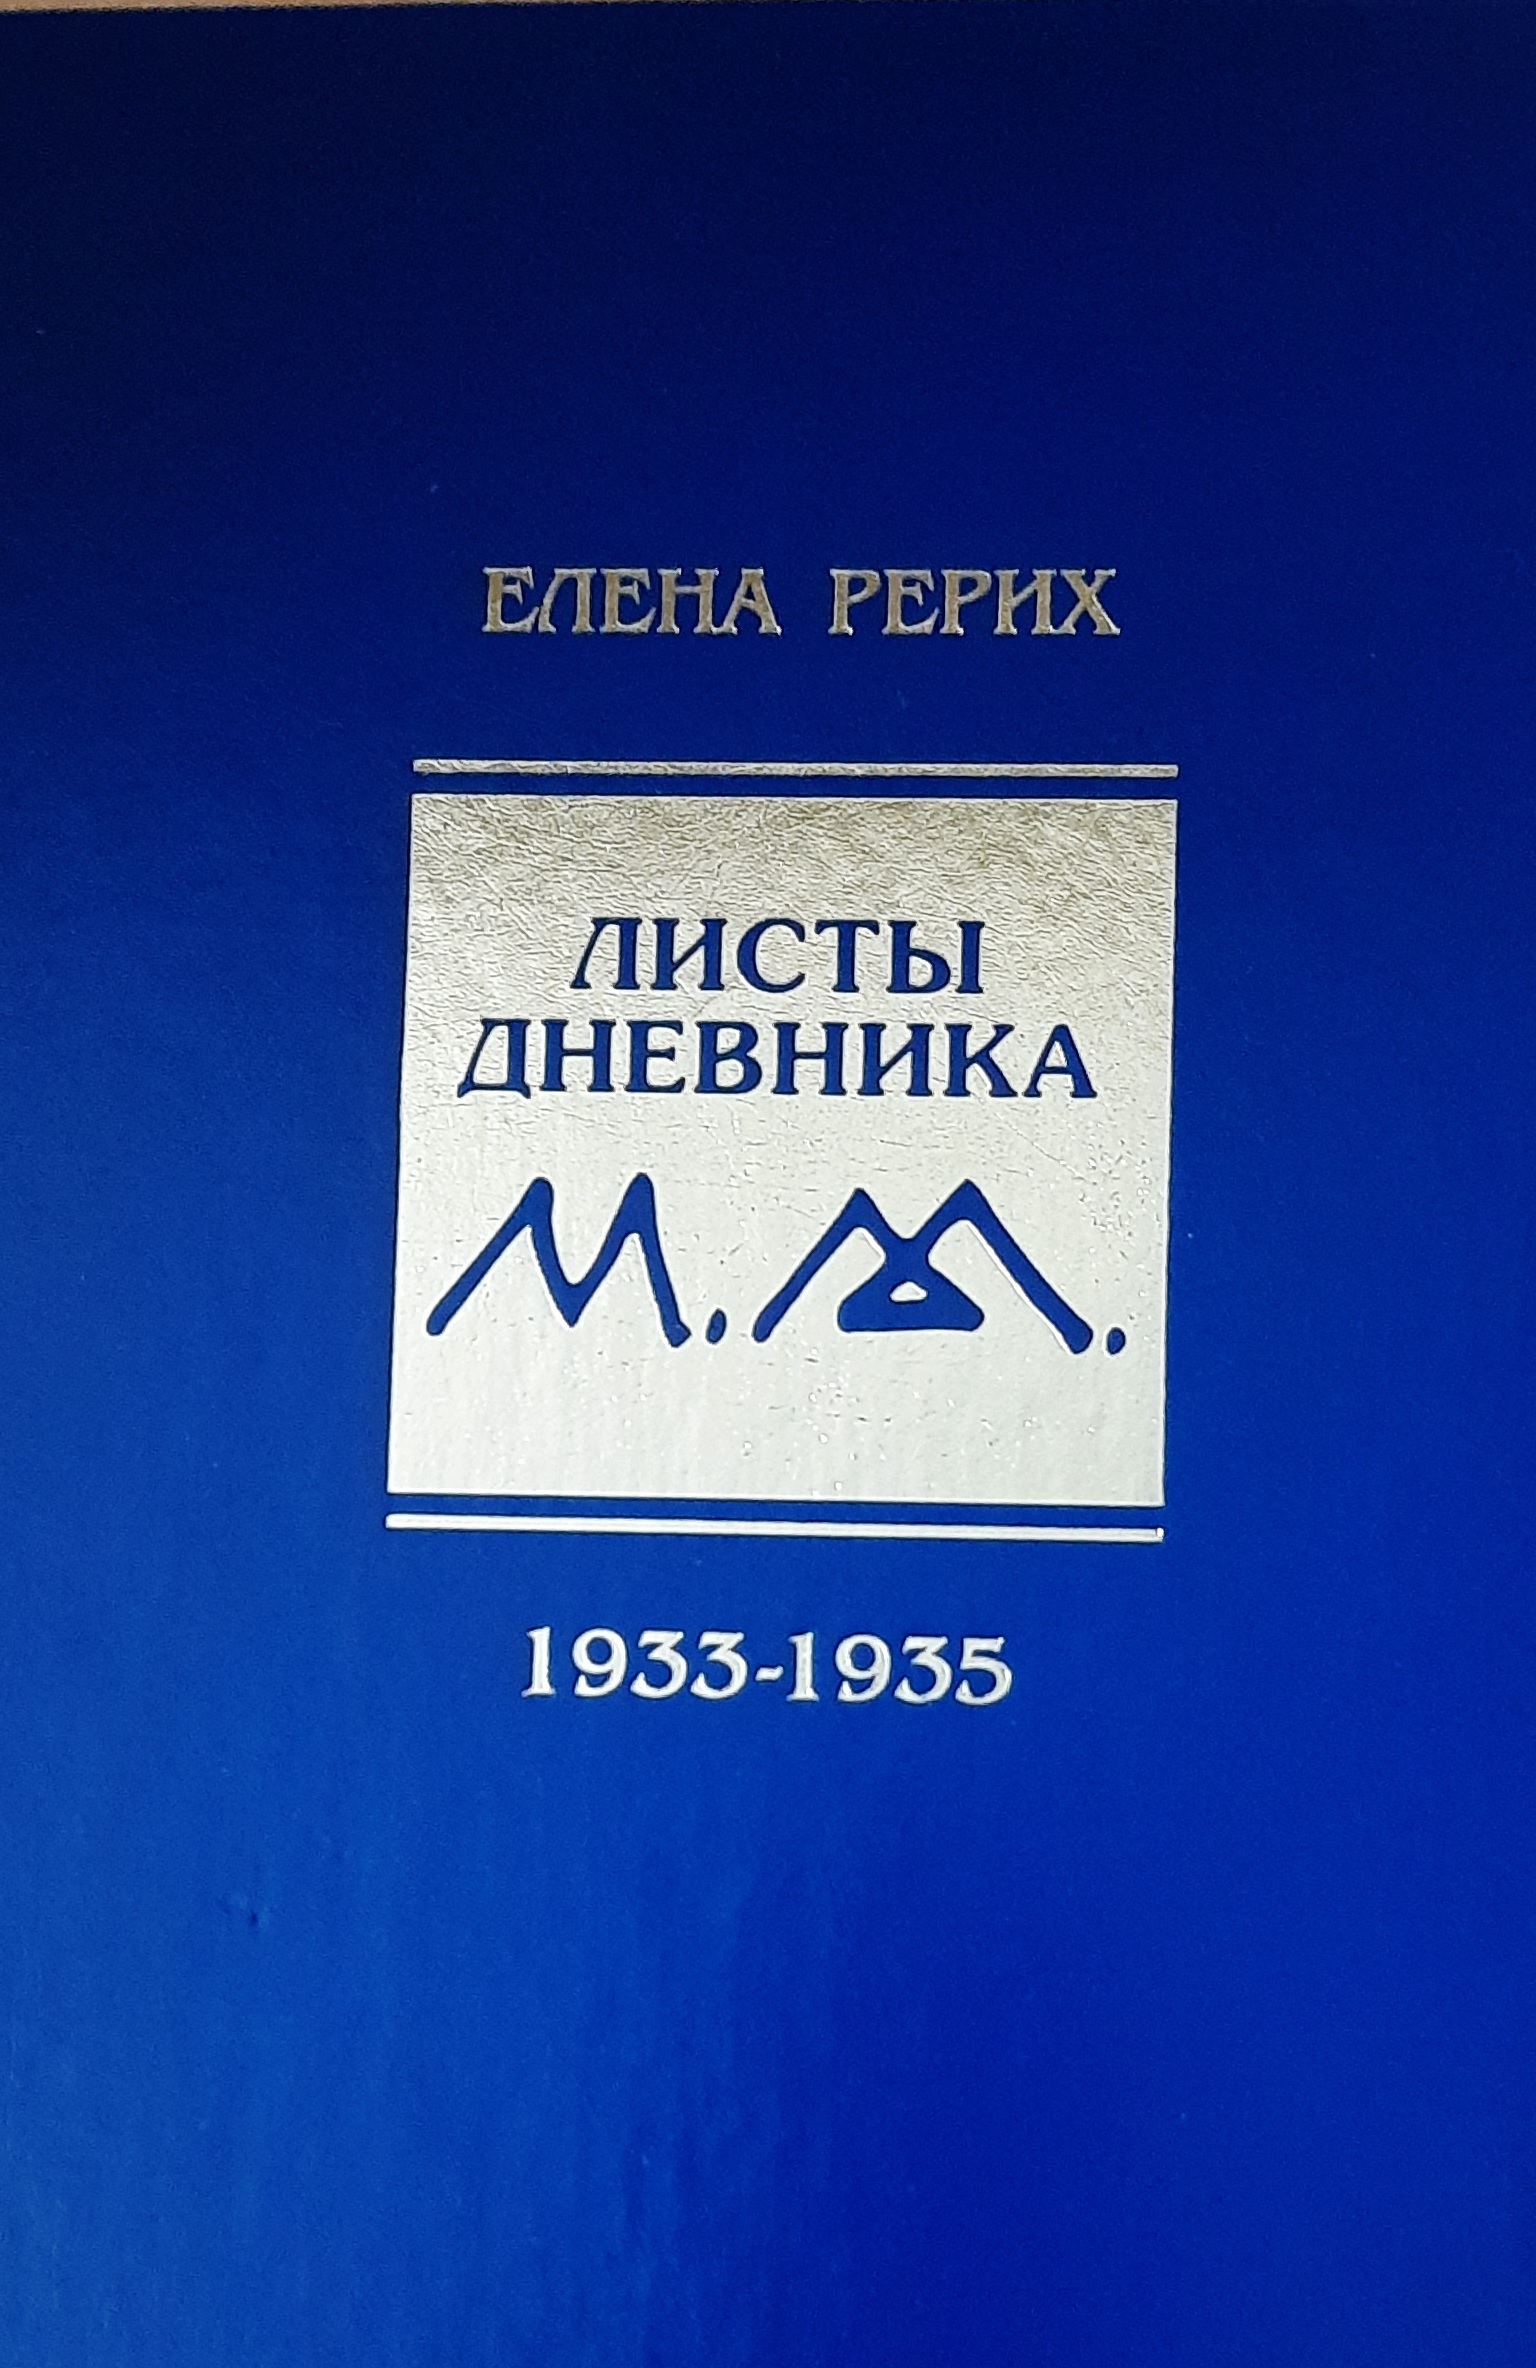 ЕЛЕНА РЕРИХ
ЛИСТЫ
ДНЕВНИКА
М.М.
1933-1935